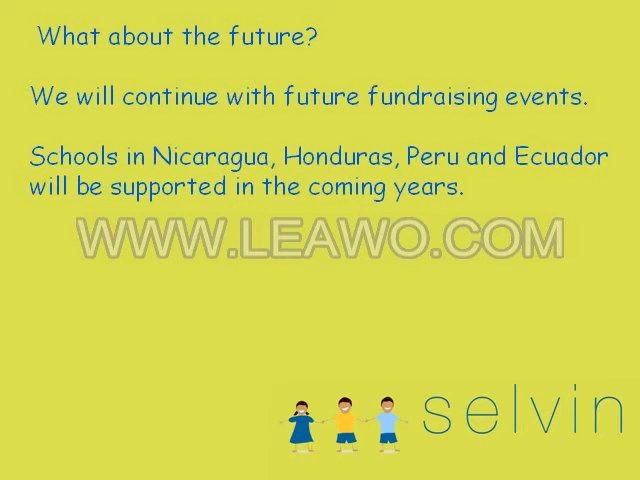 What about the future?
We will continue with future fundraising events.
Schools in Nicaragua, Honduras, Peru and Ecuador
will be supported in the coming years.
WWW.LEAWO.COM
selvin